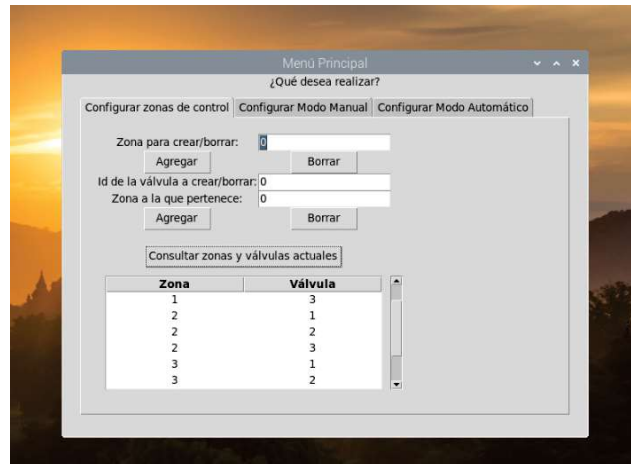 Menú Principal
¿Qué desea realizar?
Configurar zonas de control Configurar Modo Manual Configurar Modo Automático
Zona para crear/borrar: 0
Agregar Borrar
Id de la válvula a crear/borrar: 0
Zona a la que pertenece: 0
Agregar Borrar
Consultar zonas y válvulas actuales
Zona Válvula
1 3
2 1
2 2
2 3
3 1
3 2